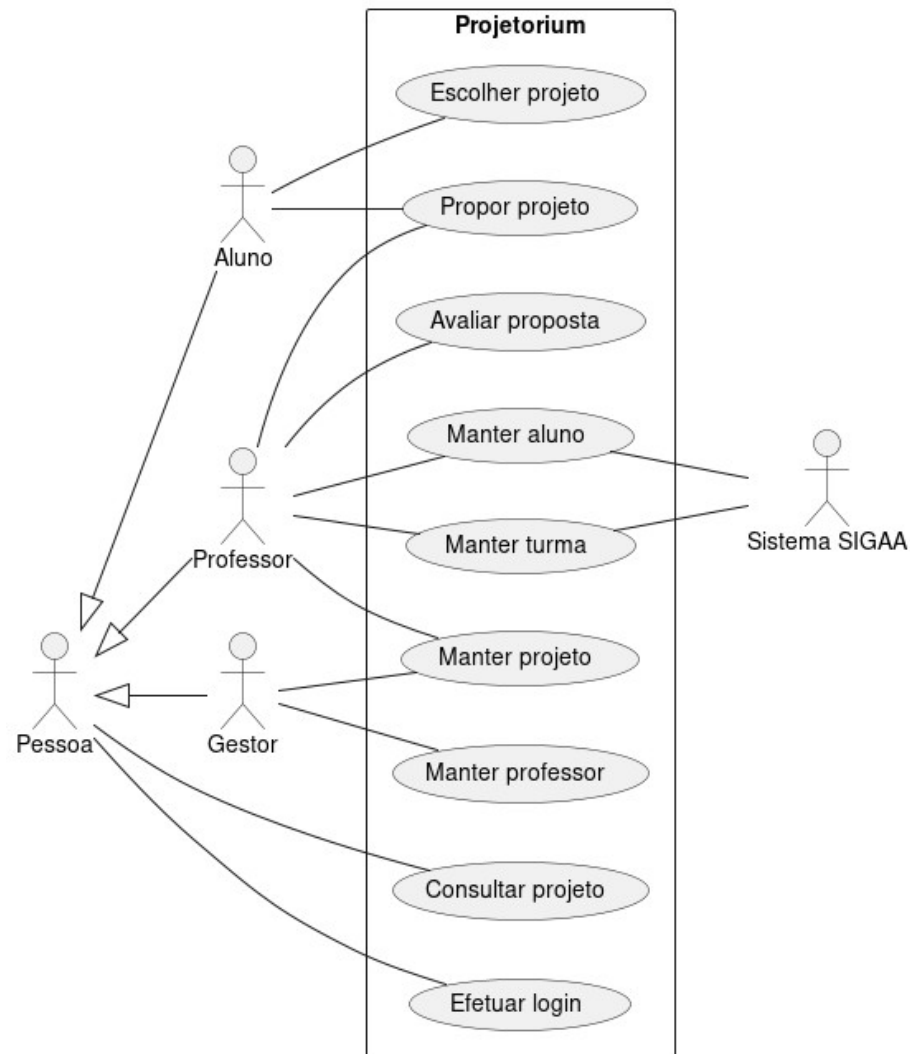 Projetorium
Escolher projeto
Propor projeto
Aluno
Avaliar proposta
Manter aluno
Manter turma
Sistema SIGAA
Professor
Manter projeto
Pessoa
Gestor
Manter professor
Consultar projeto
Efetuar login